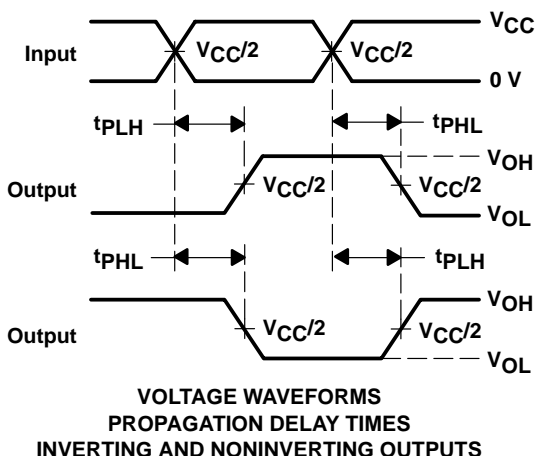 VCC
Input VCC/2 VCC/2
0 V
tPLH tPHL
VOH
Output VCC/2 VCC/2
VOL
tPHL tPLH
VOH
Output VCC/2 VCC/2
VOL
VOLTAGE WAVEFORMS
PROPAGATION DELAY TIMES
INVERTING AND NONINVERTING OUTPUTS